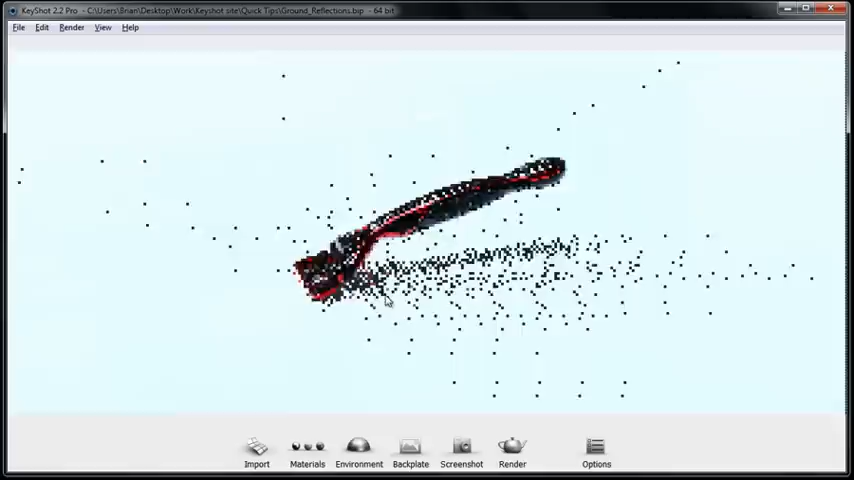 KeyShot 2.2 Pro - C:\Users\Brian\Desktop\Work\Keyshot site\Quick Tips\Ground_Reflections.bip - 64 bit
File Edit Render View Help
Import Materials Environment Backplate Screenshot Render Options